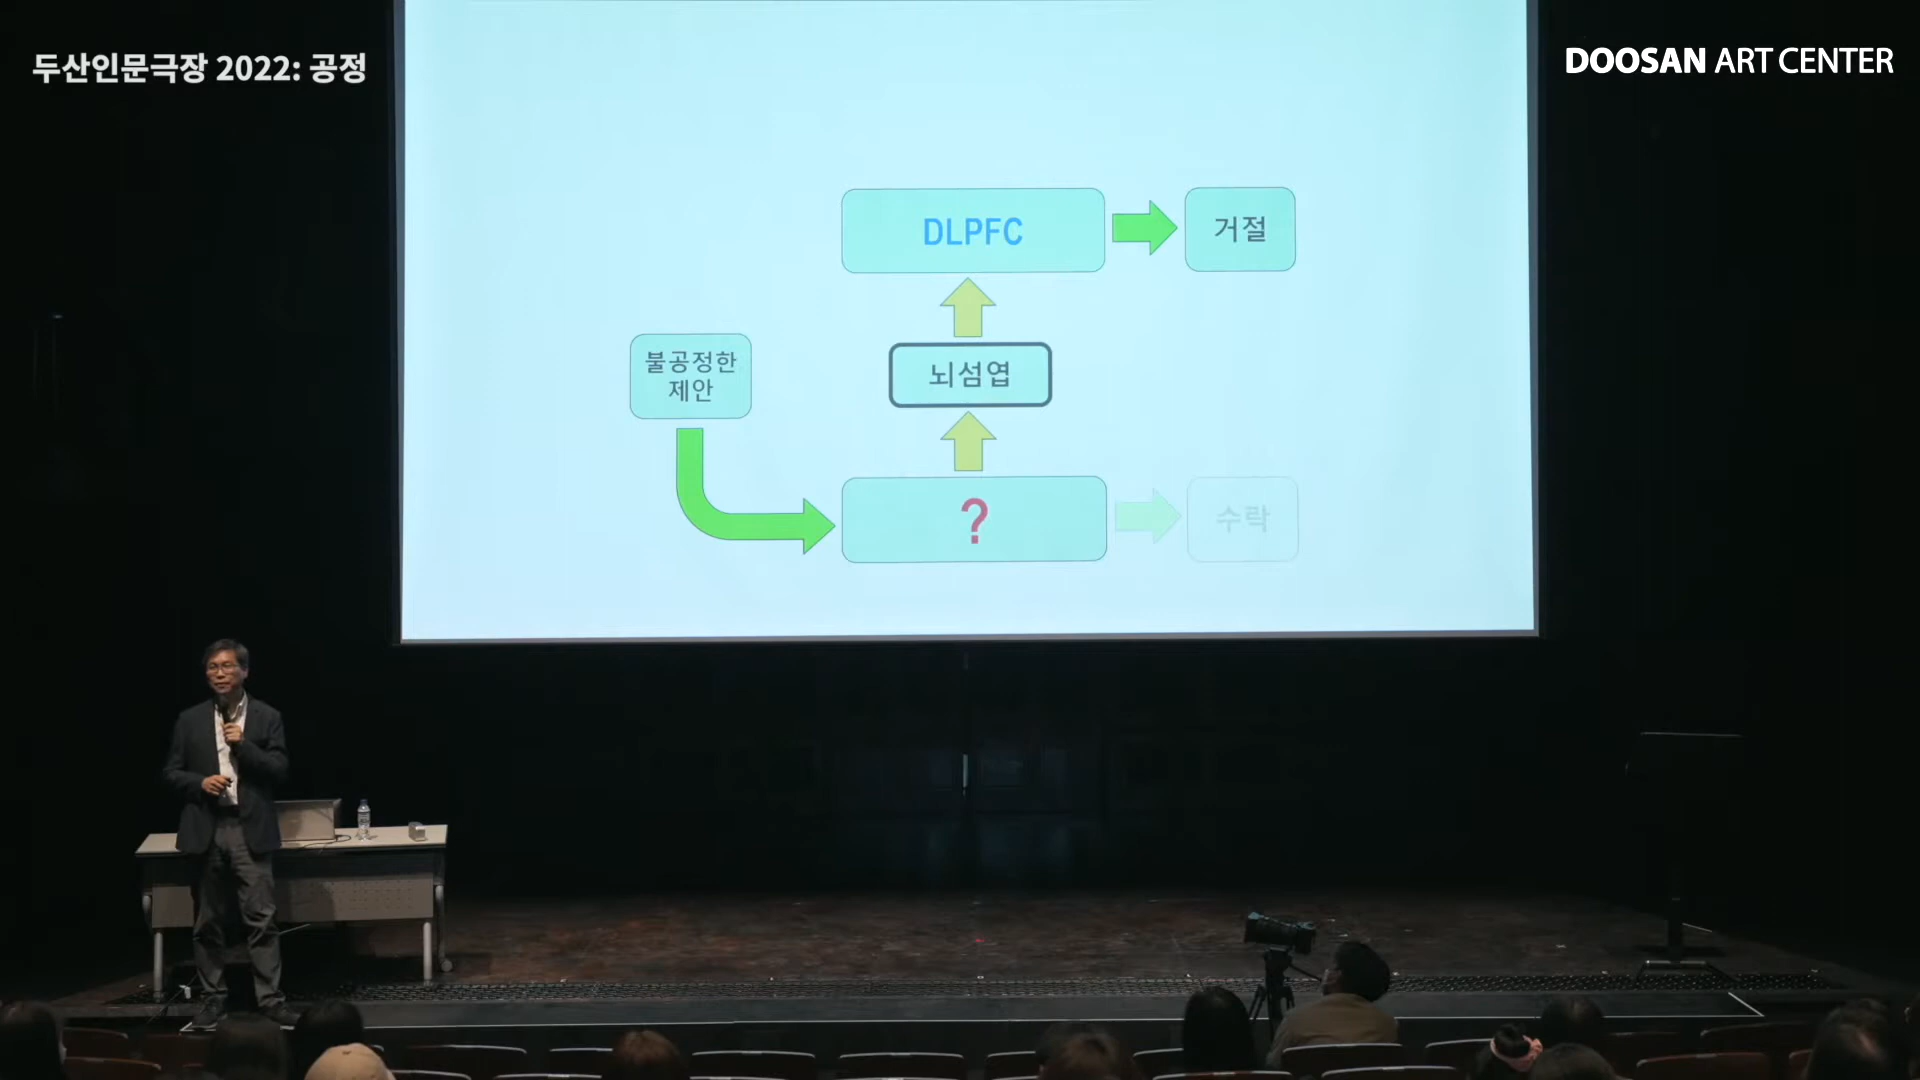 두산인문극장 2022: 공정
DOOSAN ART CENTER
DLPFC
거절
불공정한
제안
뇌섬엽
?
수락